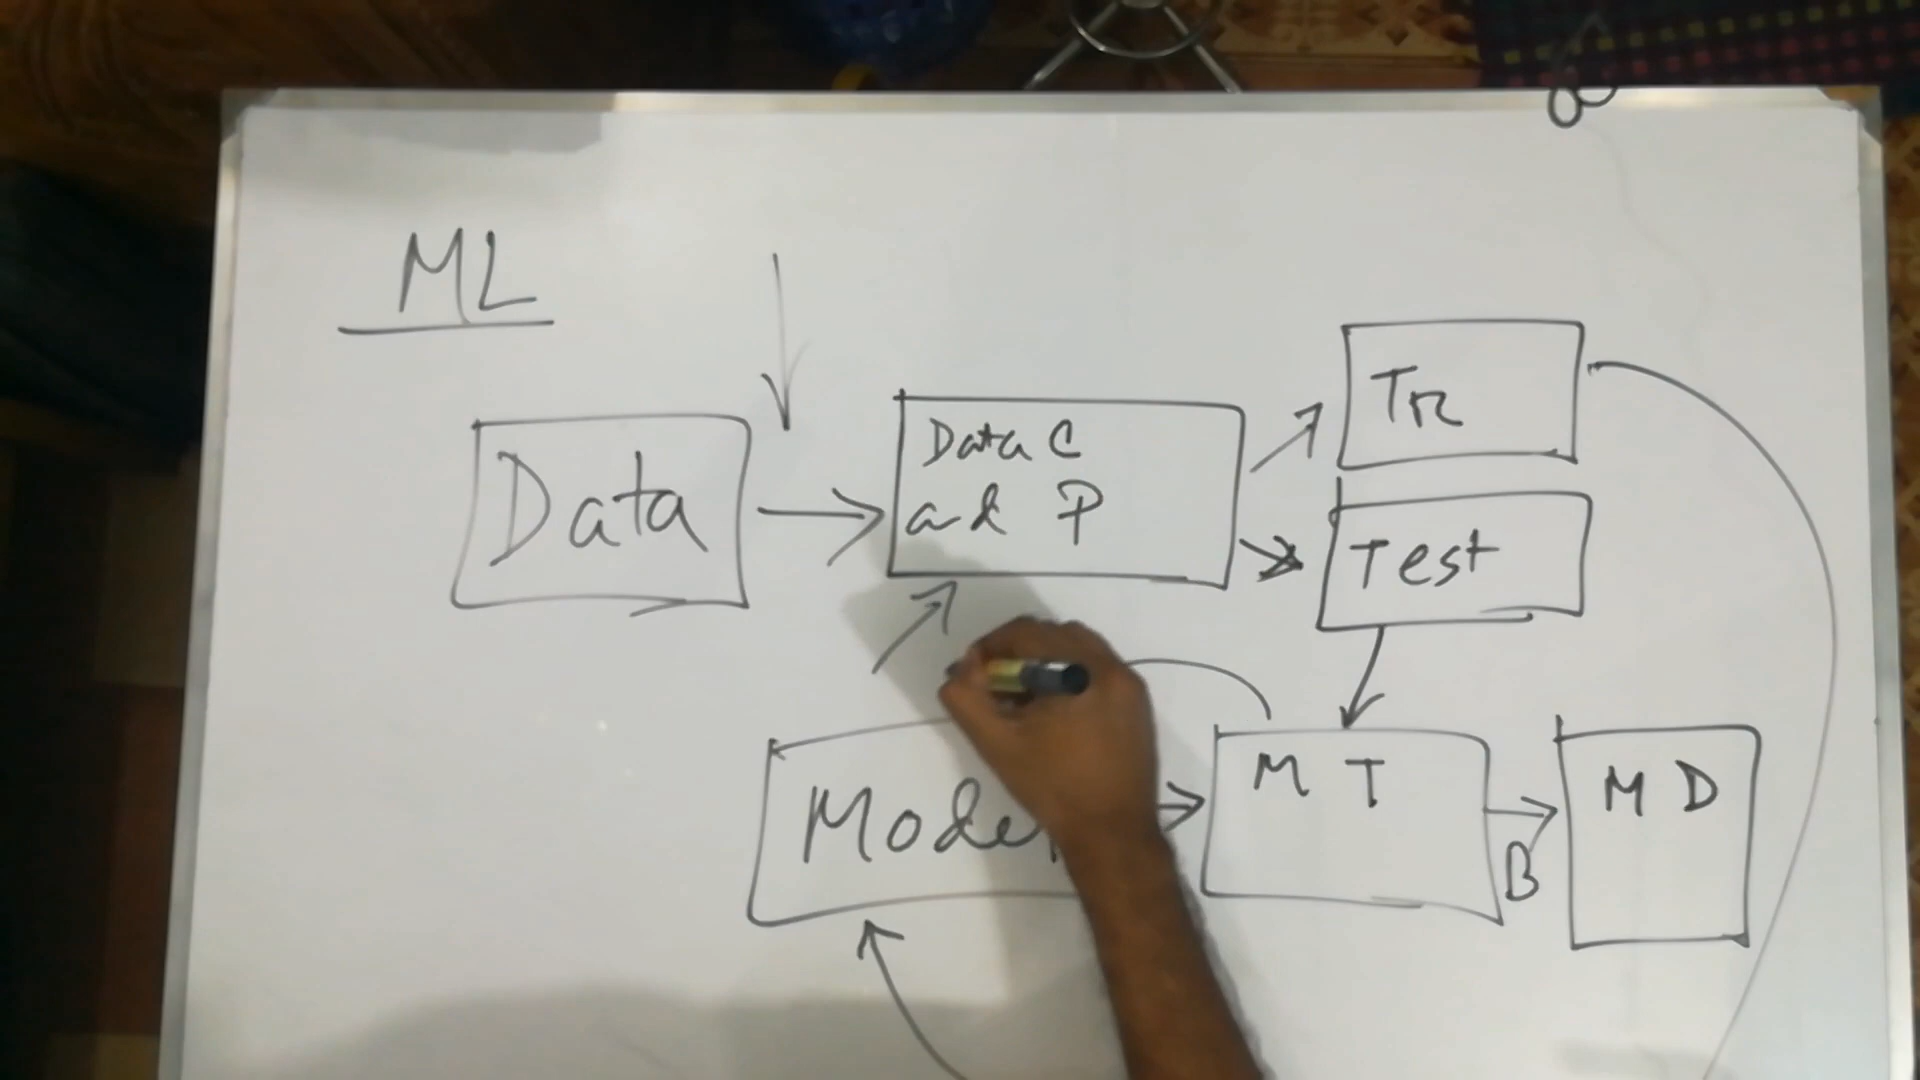 ML
Data
Data C
and P
Tr
Test
Model
M T
B
M D